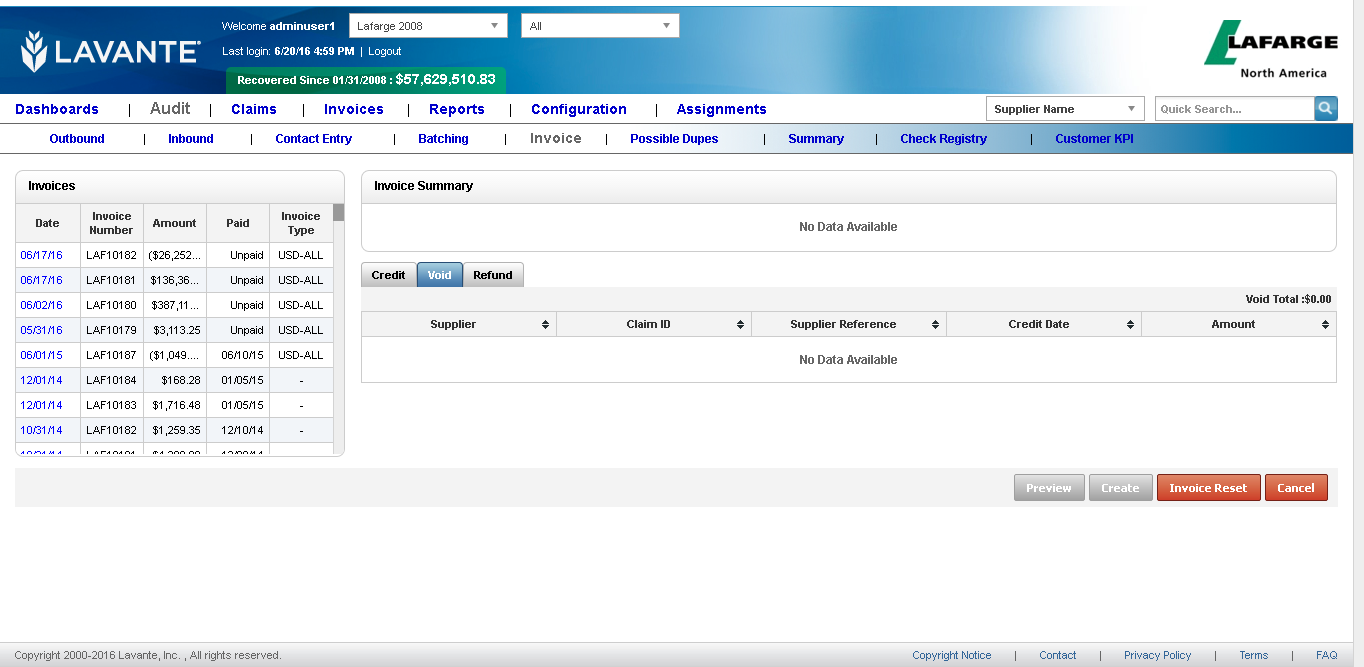 Welcome adminuser1 Lafarge 2008 All
LAVANTE
Last login: 6/20/16 4:59 PM | Logout
Recovered Since 01/31/2008 : $57,629,510.83
LAFARGE
North America
Dashboards | Audit | Claims | Invoices | Reports | Configuration | Assignments Supplier Name Quick Search...
Outbound | Inbound | Contact Entry | Batching | Invoice | Possible Dupes | Summary | Check Registry | Customer KPI
Invoices
Date Invoice Number Amount Paid Invoice Type
06/17/16 LAF10182 ($26,252... Unpaid USD-ALL
06/17/16 LAF10181 $136,36... Unpaid USD-ALL
06/02/16 LAF10180 $387,11... Unpaid USD-ALL
05/31/16 LAF10179 $3,113.25 Unpaid USD-ALL
06/01/15 LAF10187 ($1,049.... 06/10/15 USD-ALL
12/01/14 LAF10184 $168.28 01/05/15 -
12/01/14 LAF10183 $1,716.48 01/05/15 -
10/31/14 LAF10182 $1,259.35 12/10/14 -
Invoice Summary
No Data Available
Credit Void Refund
Void Total :$0.00
Supplier Claim ID Supplier Reference Credit Date Amount
No Data Available
Preview Create Invoice Reset Cancel
Copyright 2000-2016 Lavante, Inc. , All rights reserved. Copyright Notice | Contact | Privacy Policy | Terms | FAQ